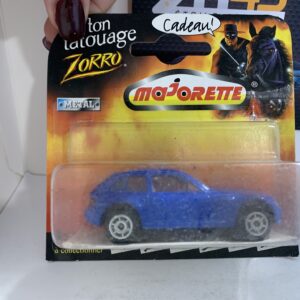 ton
tatouage
Cadeau!
ZORRO
METAL
MAJORETTE
à collectionner